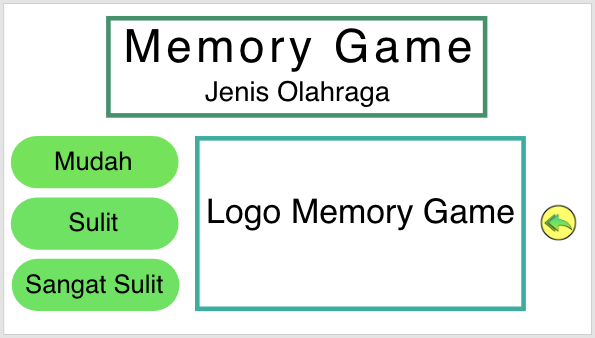 Memory Game
Jenis Olahraga
Mudah
Sulit
Sangat Sulit
Logo Memory Game